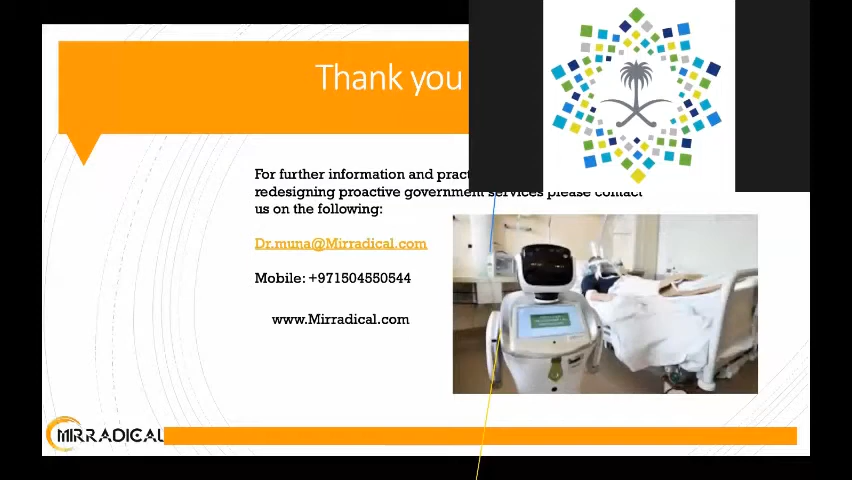 Thank you
For further information and pract
redesigning proactive government services please contact
us on the following:
Dr.muna@Mirradical.com
Mobile: +971504550544
www.Mirradical.com
MIRRADICAL